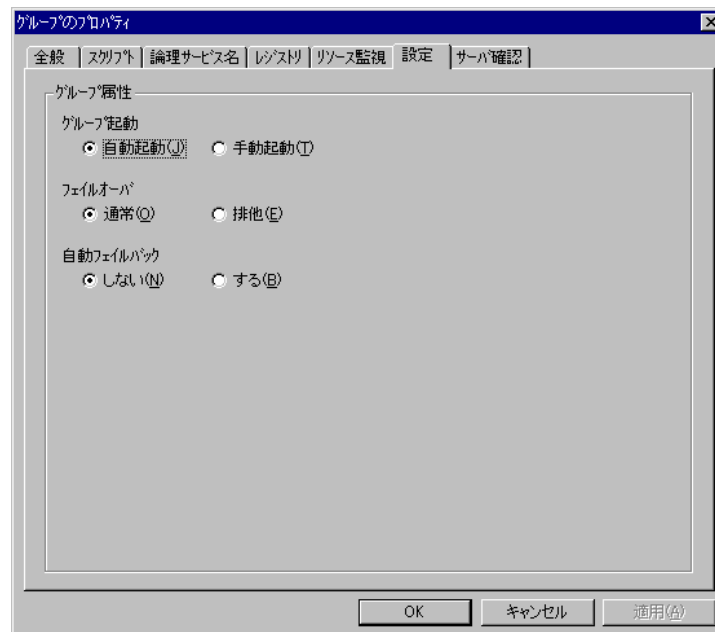 ｸﾞﾙｰﾌﾟのﾌﾟﾛﾊﾟﾃｨ
全般 ｽｸﾘﾌﾟﾄ 論理ｻｰﾋﾞｽ名 ﾚｼﾞｽﾄﾘ ﾘｿｰｽ監視 設定 ｻｰﾊﾞ確認
ｸﾞﾙｰﾌﾟ属性
ｸﾞﾙｰﾌﾟ起動
自動起動(J) 手動起動(T)
ﾌｪｲﾙｵｰﾊﾞ
通常(O) 排他(E)
自動ﾌｪｲﾙﾊﾞｯｸ
しない(N) する(B)
OK ｷｬﾝｾﾙ 適用(A)